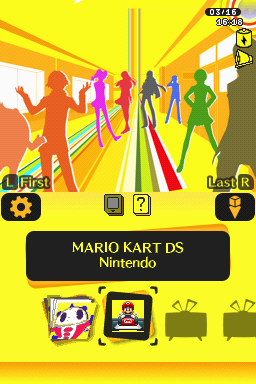 03/16
16:18
L First
Last R
?
MARIO KART DS
Nintendo